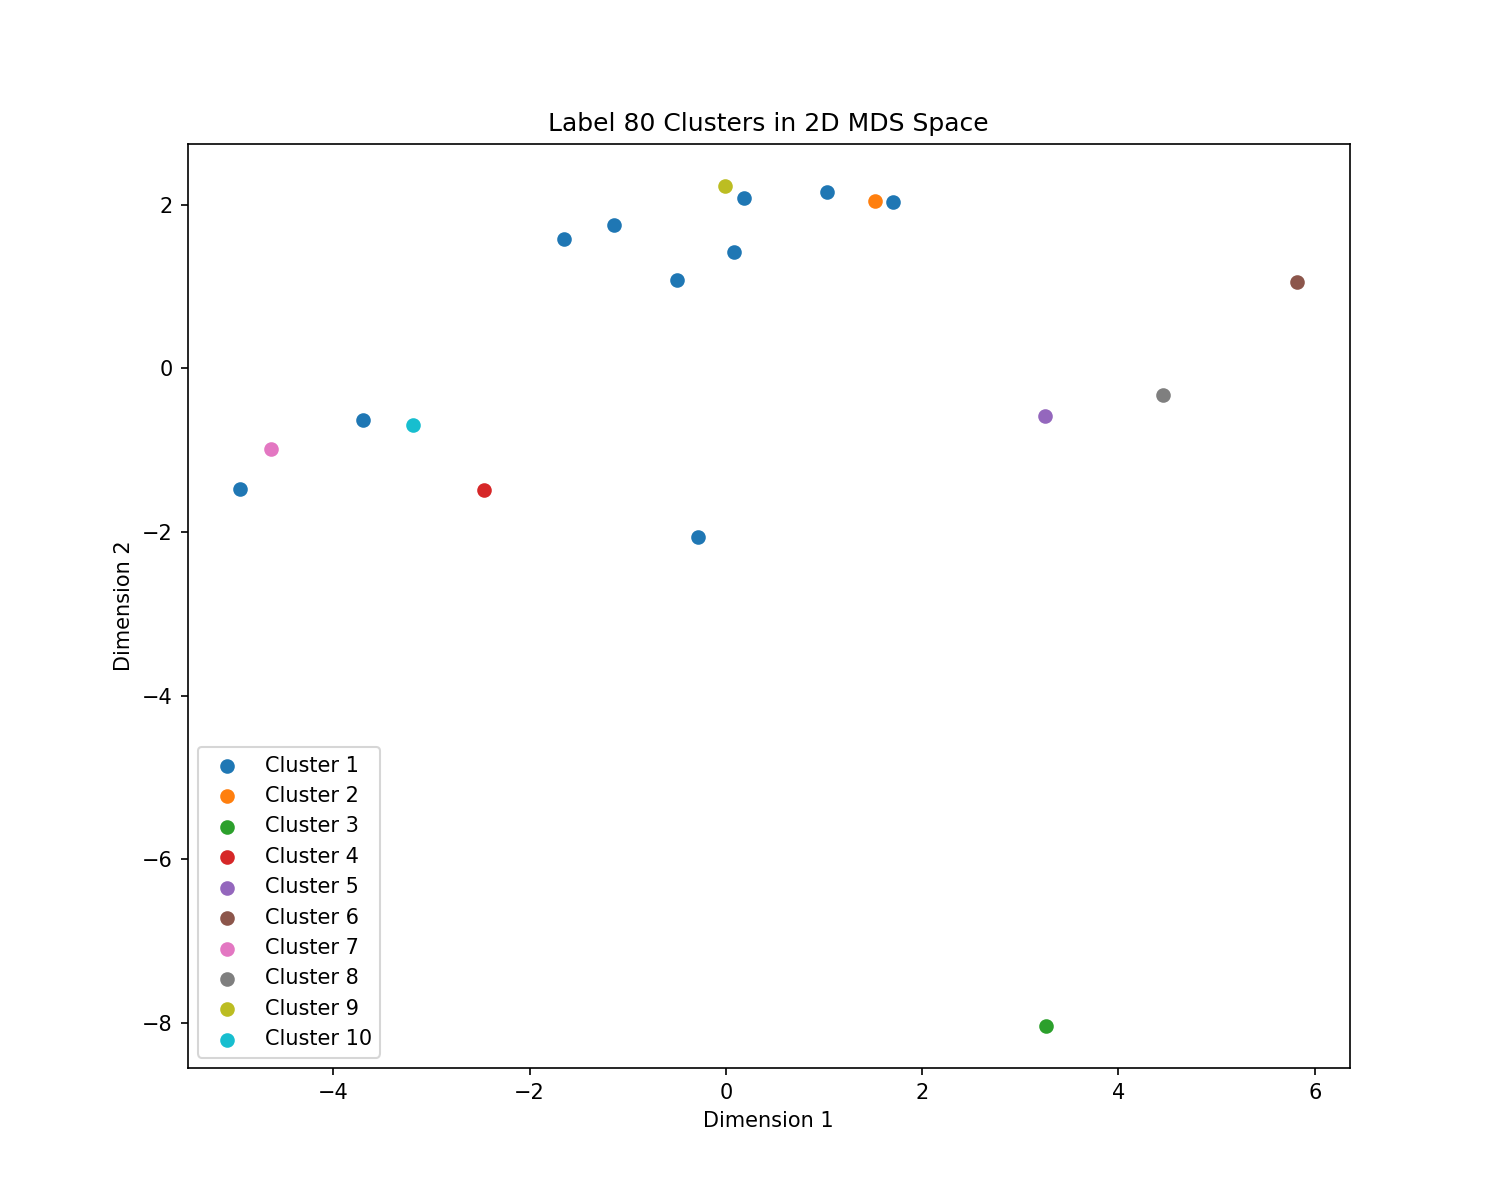 Label 80 Clusters in 2D MDS Space
2
0
−2
−4
−6
−8
Dimension 2
Cluster 1
Cluster 2
Cluster 3
Cluster 4
Cluster 5
Cluster 6
Cluster 7
Cluster 8
Cluster 9
Cluster 10
−4 −2 0 2 4 6
Dimension 1